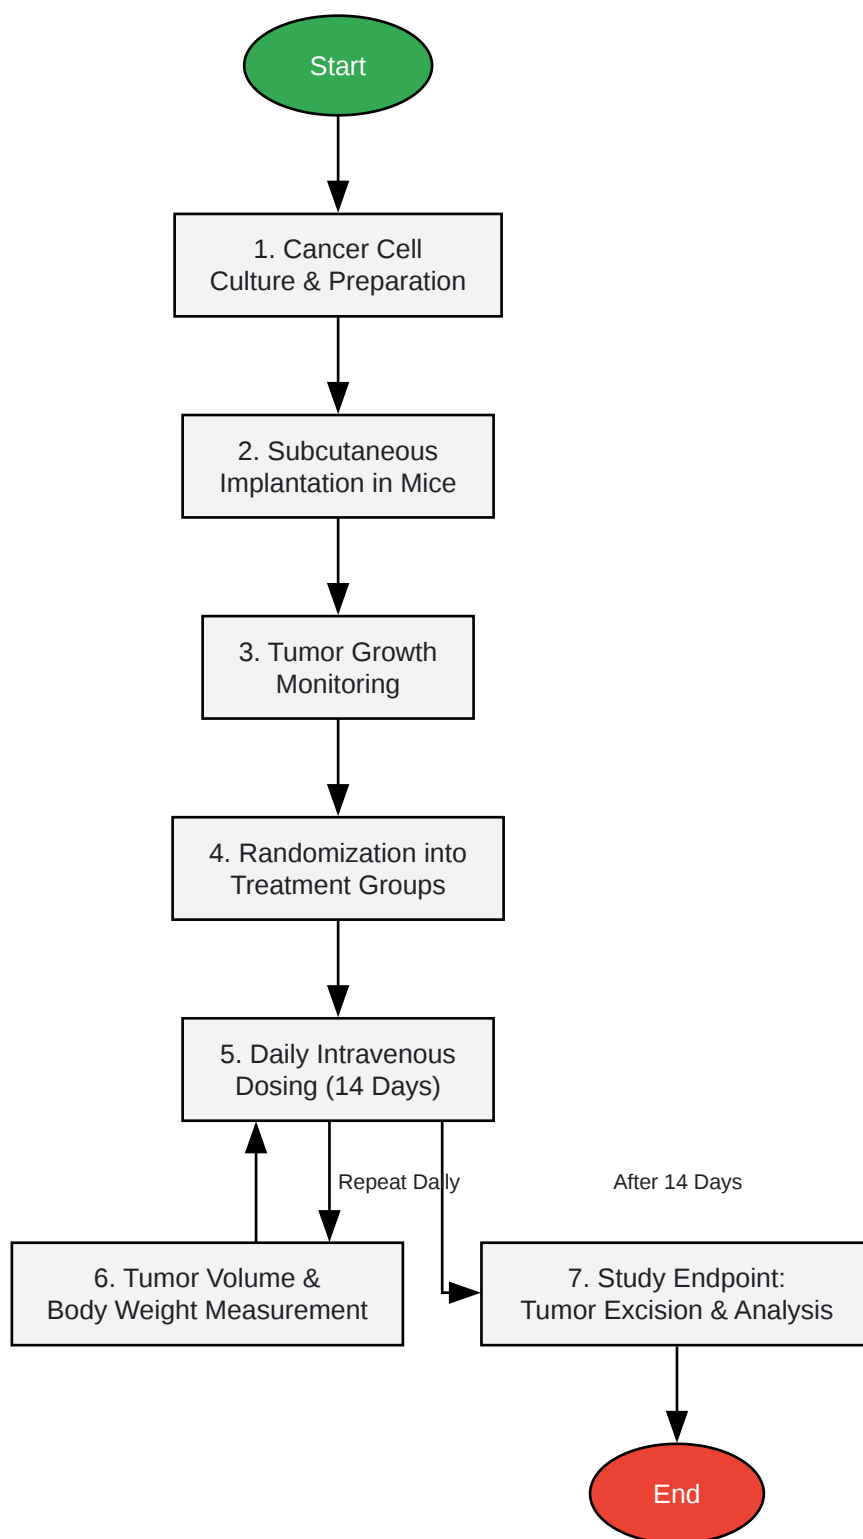 Start
1. Cancer Cell
Culture & Preparation
2. Subcutaneous
Implantation in Mice
3. Tumor Growth
Monitoring
4. Randomization into
Treatment Groups
5. Daily Intravenous
Dosing (14 Days)
Repeat Daily
After 14 Days
6. Tumor Volume &
Body Weight Measurement
7. Study Endpoint:
Tumor Excision & Analysis
End